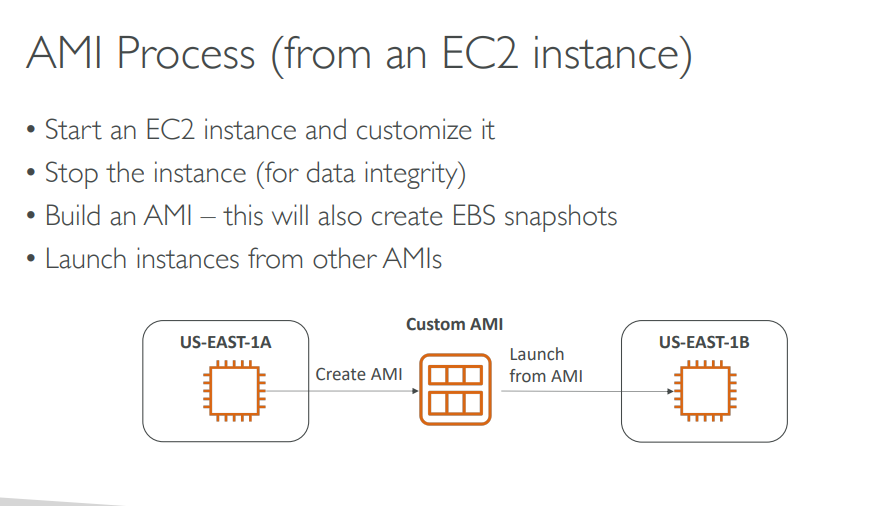 AMI Process (from an EC2 instance)
• Start an EC2 instance and customize it
• Stop the instance (for data integrity)
• Build an AMI – this will also create EBS snapshots
• Launch instances from other AMIs
US-EAST-1A
Create AMI
Custom AMI
Launch
from AMI
US-EAST-1B